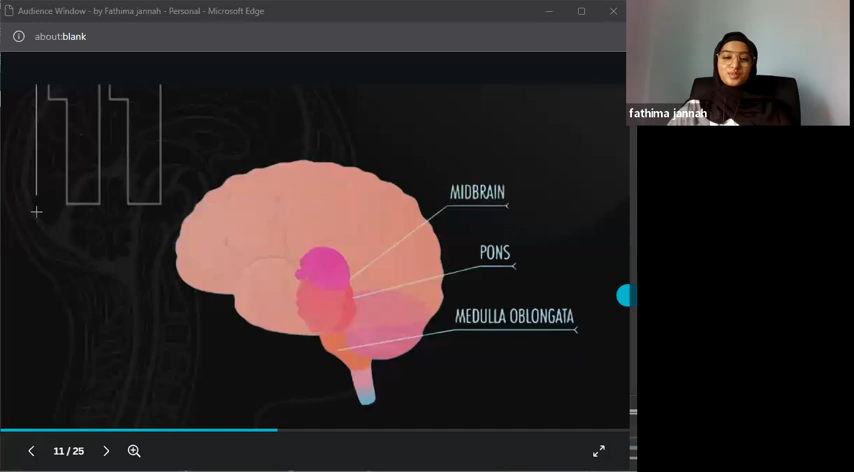 Audience Window - by Fathima jannah - Personal - Microsoft Edge
about:blank
fathima jannah
MIDBRAIN
PONS
MEDULLA OBLONGATA
11 / 25